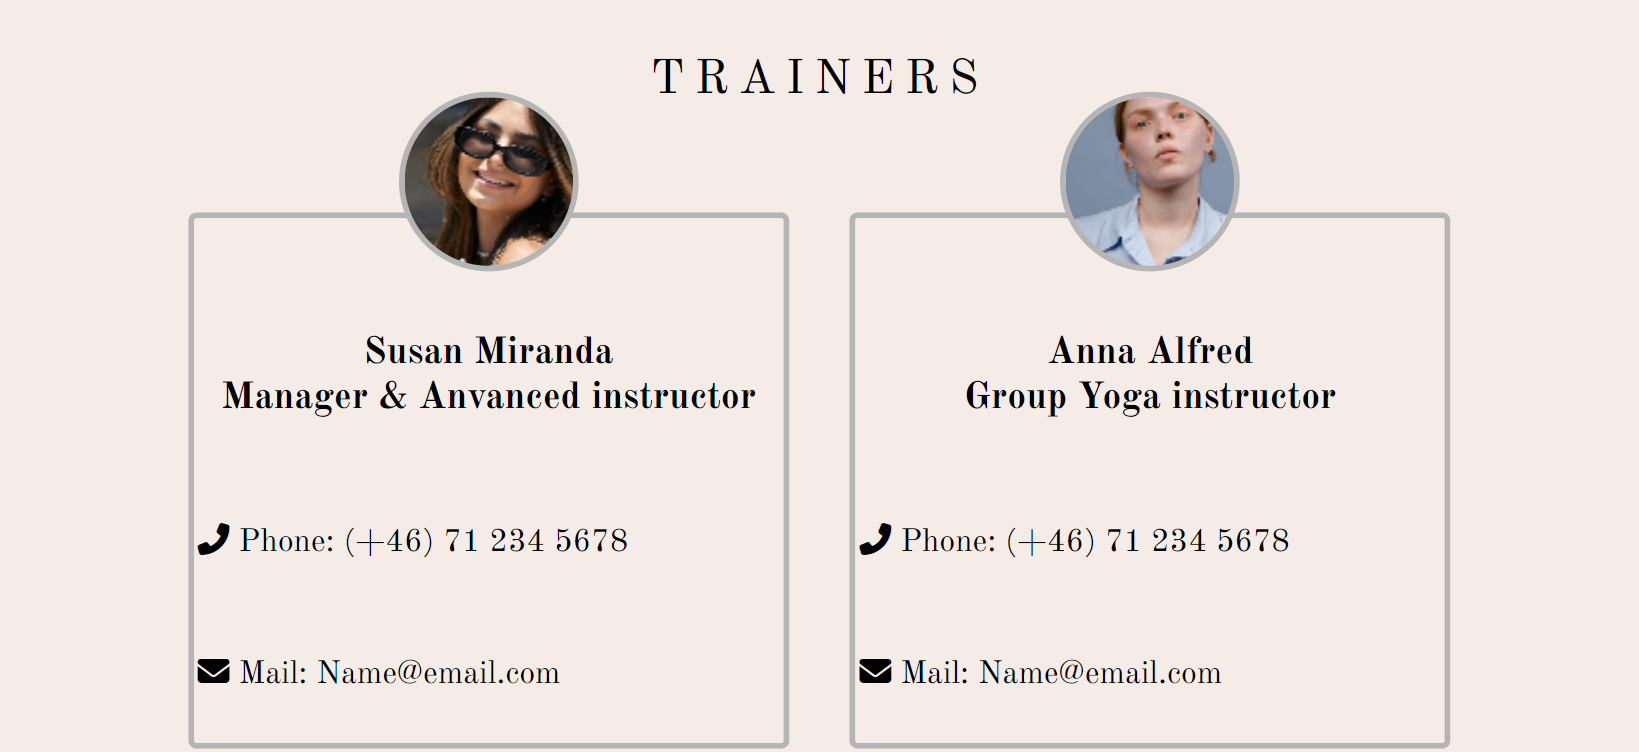 TRAINERS
Susan Miranda
Manager & Anvanced instructor
Phone: (+46) 71 234 5678
Mail: Name@email.com
Anna Alfred
Group Yoga instructor
Phone: (+46) 71 234 5678
Mail: Name@email.com